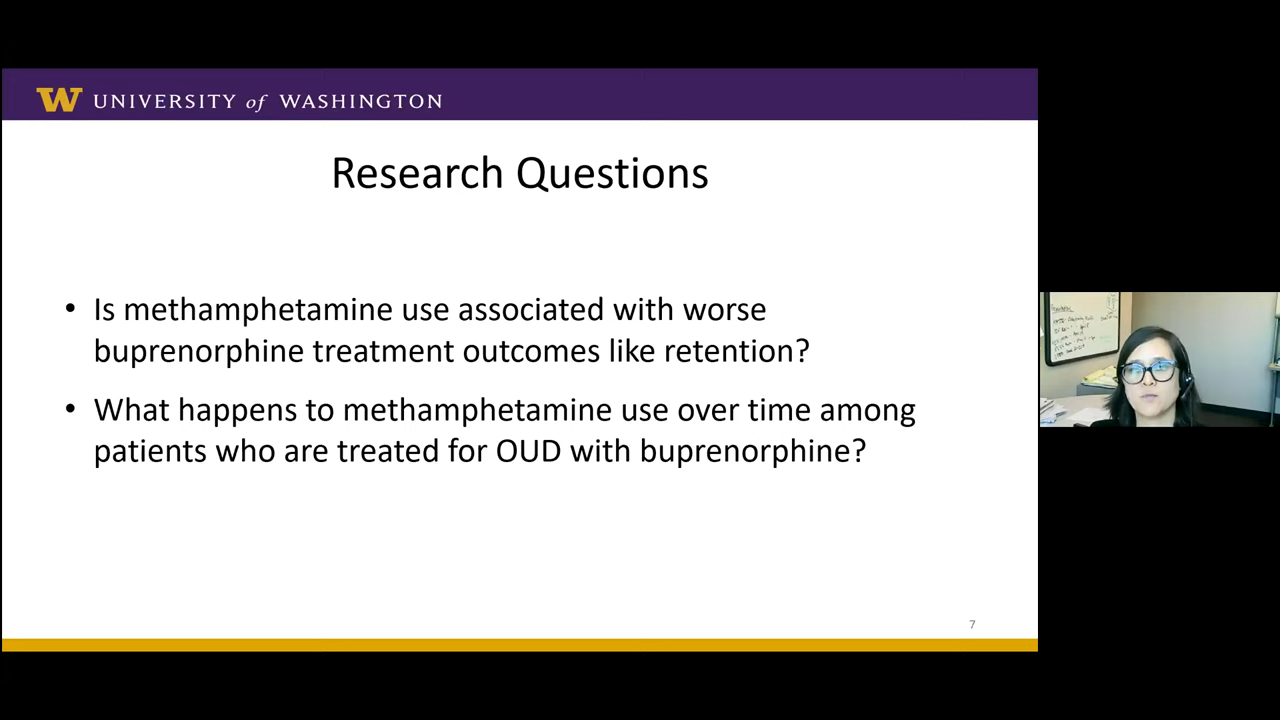 W UNIVERSITY of WASHINGTON
Research Questions
• Is methamphetamine use associated with worse
buprenorphine treatment outcomes like retention?
• What happens to methamphetamine use over time among
patients who are treated for OUD with buprenorphine?
7